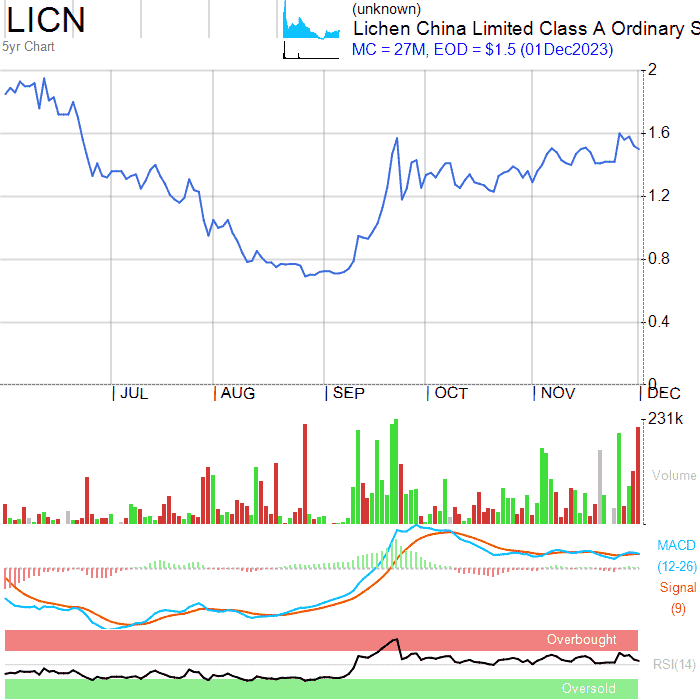 LICN
5yr Chart
(unknown)
Lichen China Limited Class A Ordinary S
MC = 27M, EOD = $1.5 (01Dec2023)
2
1.6
1.2
0.8
0.4
0
JUL AUG SEP OCT NOV DEC
231k
Volume
MACD
(12-26)
Signal
(9)
Overbought
RSI(14)
Oversold